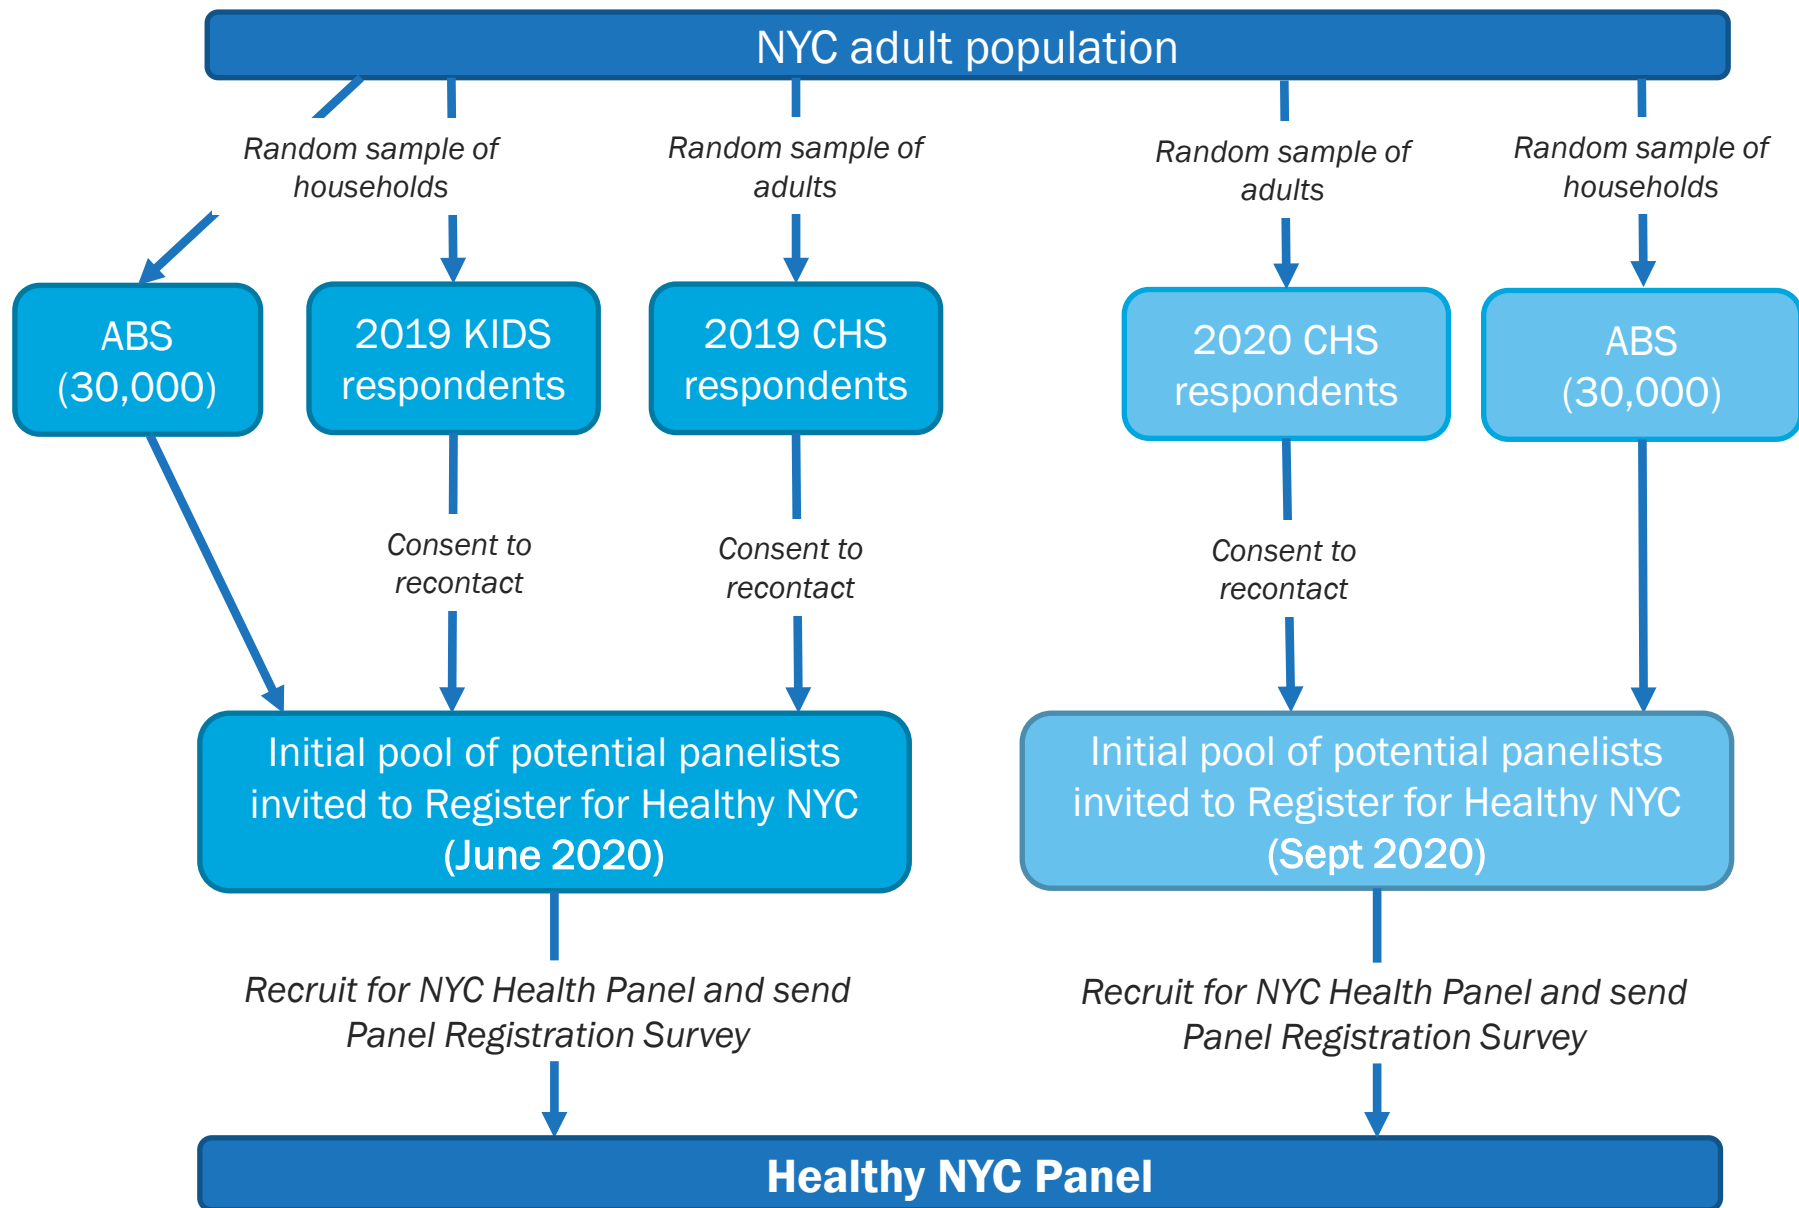 NYC adult population
Random sample of
households
Random sample of
adults
Random sample of
adults
Random sample of
households
ABS
(30,000)
2019 KIDS
respondents
2019 CHS
respondents
2020 CHS
respondents
ABS
(30,000)
Consent to
recontact
Consent to
recontact
Consent to
recontact
Initial pool of potential panelists
invited to Register for Healthy NYC
(June 2020)
Initial pool of potential panelists
invited to Register for Healthy NYC
(Sept 2020)
Recruit for NYC Health Panel and send
Panel Registration Survey
Recruit for NYC Health Panel and send
Panel Registration Survey
Healthy NYC Panel